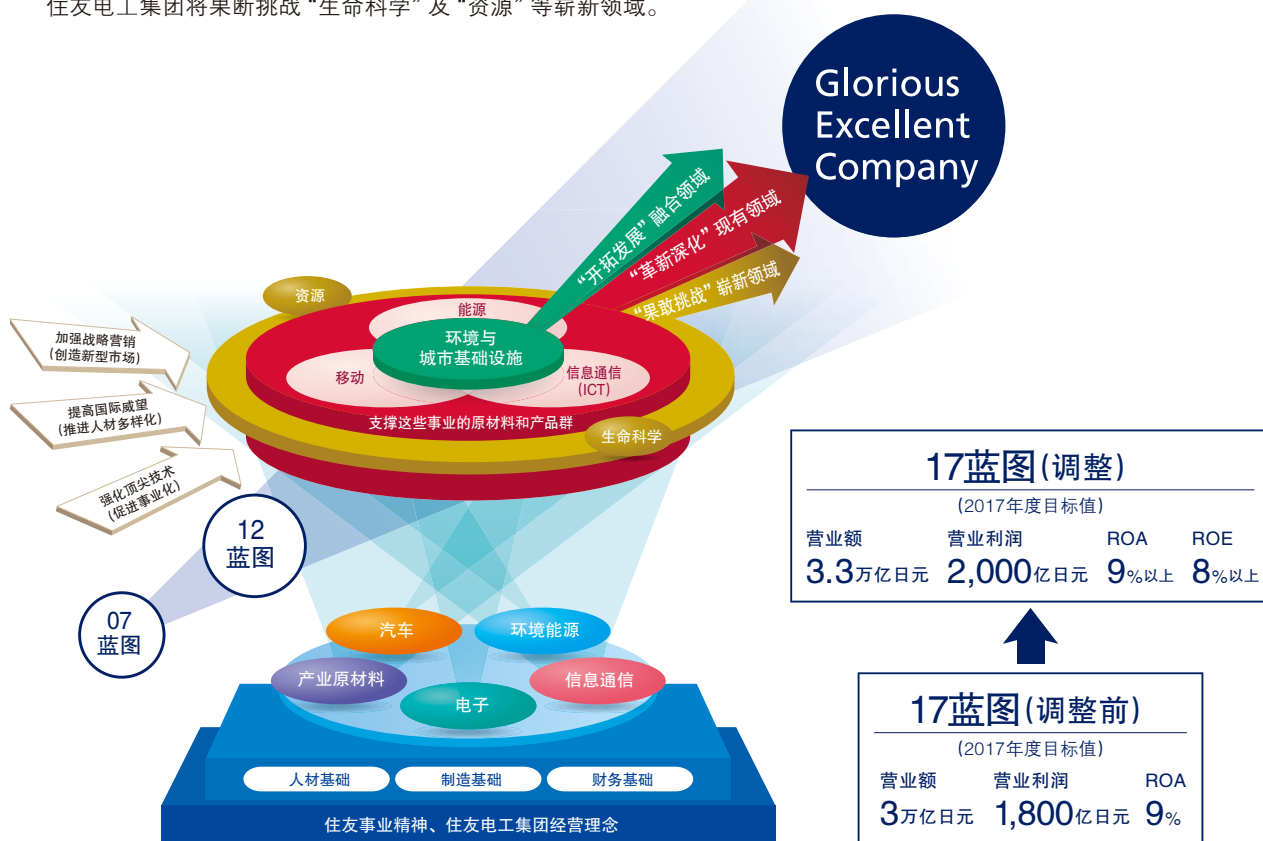 住友电工集团将果断挑战“生命科学”及“资源”等崭新领域。
Glorious
Excellent
Company
“开拓发展”融合领域
“革新深化”现有领域
“果敢挑战”崭新领域
资源
能源
环境与
城市基础设施
移动
信息通信
(ICT)
支撑这些事业的原材料和产品群
生命科学
加强战略营销
(创造新型市场)
提高国际威望
(推进人材多样化)
强化顶尖技术
(促进事业化)
12
蓝图
07
蓝图
汽车
环境能源
产业原材料
信息通信
电子
人材基础
制造基础
财务基础
住友事业精神、住友电工集团经营理念
17蓝图(调整)
(2017年度目标值)
营业额 营业利润 ROA ROE
3.3万亿日元 2,000亿日元 9%以上 8%以上
17蓝图(调整前)
(2017年度目标值)
营业额 营业利润 ROA
3万亿日元 1,800亿日元 9%